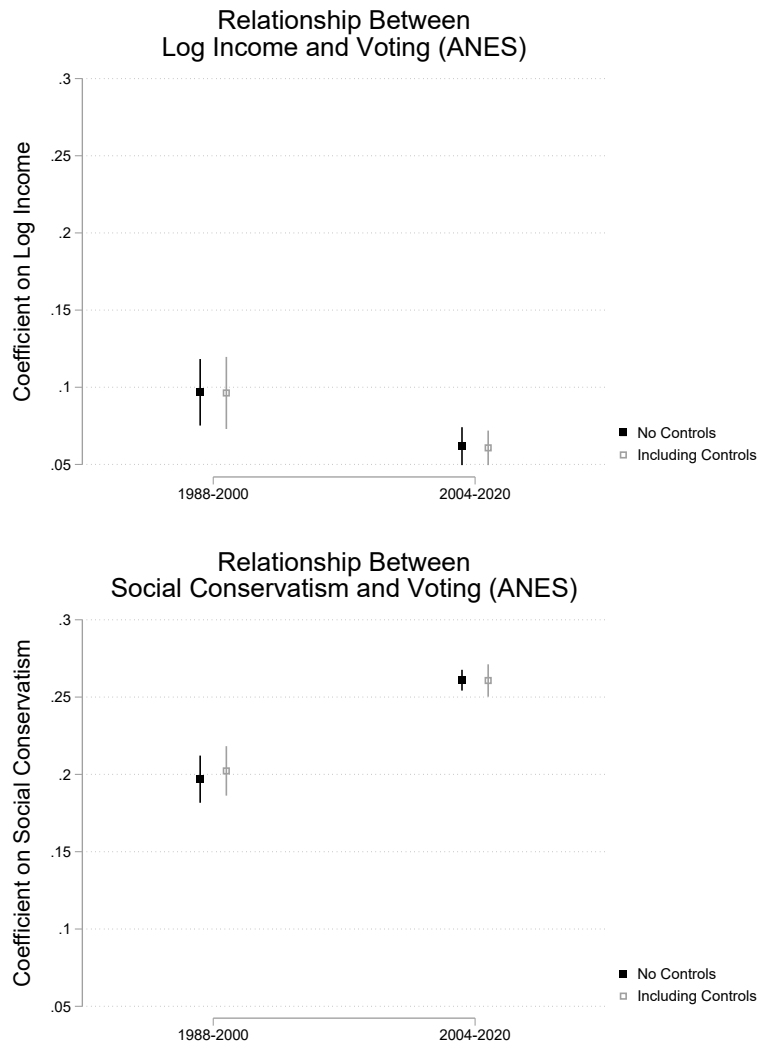 Relationship Between
Log Income and Voting (ANES)
Coefficient on Log Income
.3
.25
.2
.15
.1
.05
1988-2000
2004-2020
No Controls
Including Controls
Relationship Between
Social Conservatism and Voting (ANES)
Coefficient on Social Conservatism
.3
.25
.2
.15
.1
.05
1988-2000
2004-2020
No Controls
Including Controls